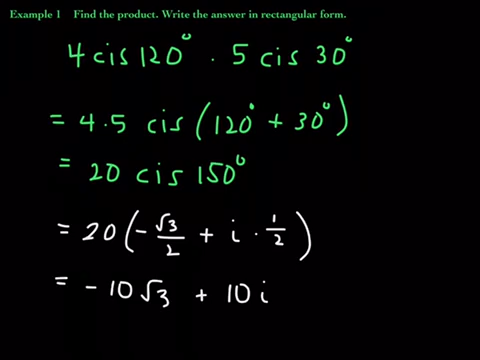 Example 1 Find the product. Write the answer in rectangular form.
4 cis 120° · 5 cis 30°
= 4·5 cis (120° + 30°)
= 20 cis 150°
= 20 (-√3/2 + i · 1/2)
= -10√3 + 10i